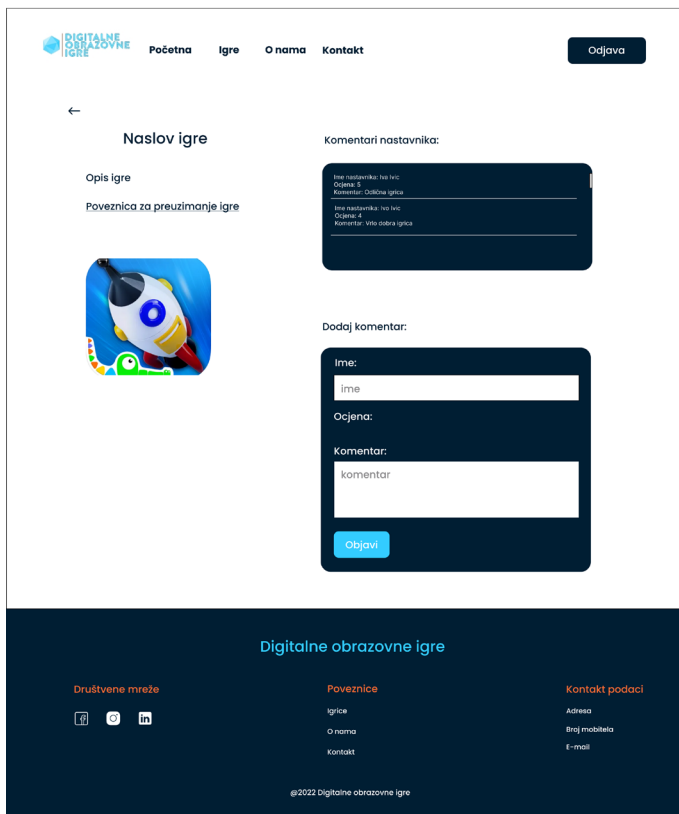 DIGITALNE
OBRAZOVNE
IGRE
Početna Igre O nama Kontakt
Odjava
Naslov igre
Opis igre
Poveznica za preuzimanje igre
Komentari nastavnika:
Ime nastavnika: Iva Ivic
Ocjena: 5
Komentar: Odlična igrica
Ime nastavnika: Ivo Ivic
Ocjena: 4
Komentar: Vrlo dobra igrica
Dodaj komentar:
Ime:
ime
Ocjena:
Komentar:
komentar
Objavi
Digitalne obrazovne igre
Društvene mreže
Poveznice
Igrice
O nama
Kontakt
Kontakt podaci
Adresa
Broj mobitela
E-mail
@2022 Digitalne obrazovne igre